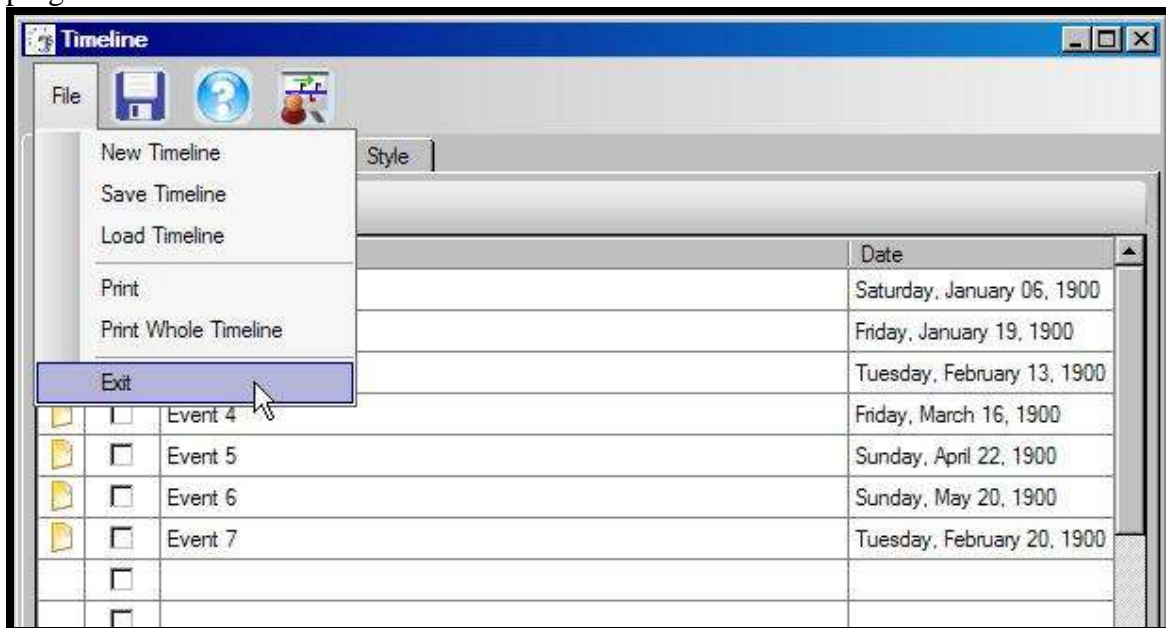 Timeline
File
New Timeline
Style
Save Timeline
Load Timeline
Date
Print
Saturday, January 06, 1900
Print Whole Timeline
Friday, January 19, 1900
Exit
Tuesday, February 13, 1900
Event 4
Friday, March 16, 1900
Event 5
Sunday, April 22, 1900
Event 6
Sunday, May 20, 1900
Event 7
Tuesday, February 20, 1900